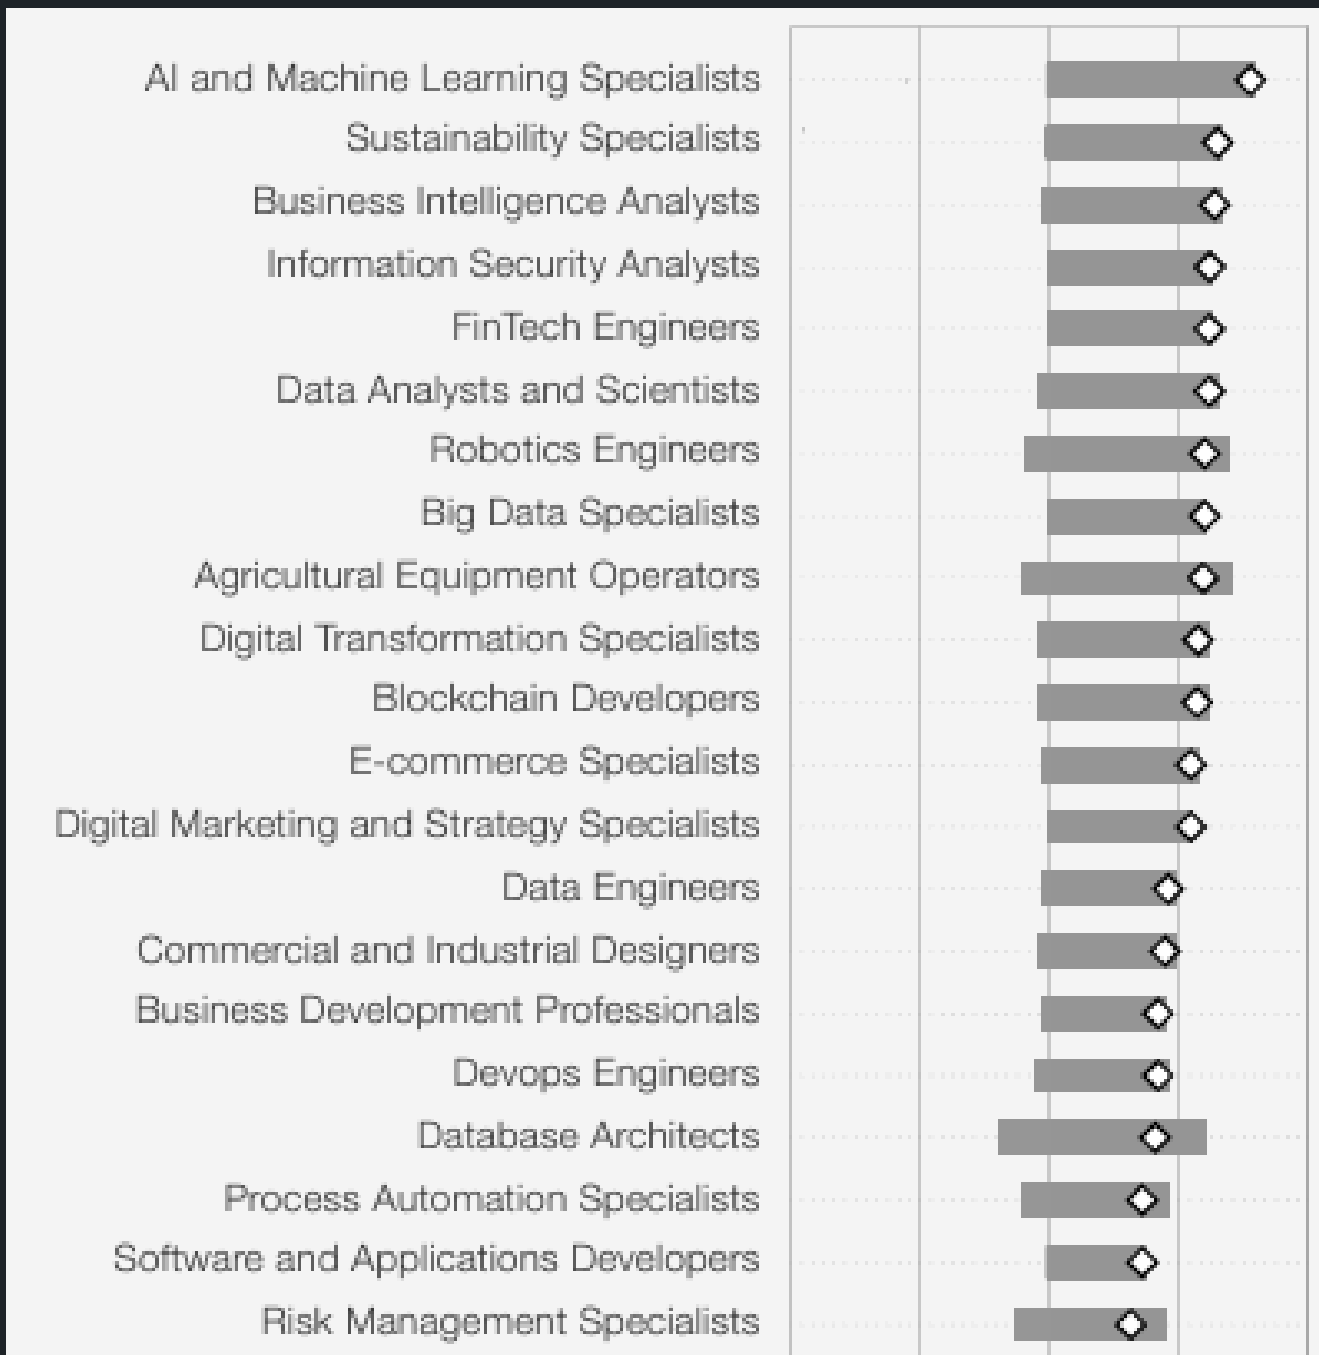 AI and Machine Learning Specialists
Sustainability Specialists
Business Intelligence Analysts
Information Security Analysts
FinTech Engineers
Data Analysts and Scientists
Robotics Engineers
Big Data Specialists
Agricultural Equipment Operators
Digital Transformation Specialists
Blockchain Developers
E-commerce Specialists
Digital Marketing and Strategy Specialists
Data Engineers
Commercial and Industrial Designers
Business Development Professionals
Devops Engineers
Database Architects
Process Automation Specialists
Software and Applications Developers
Risk Management Specialists